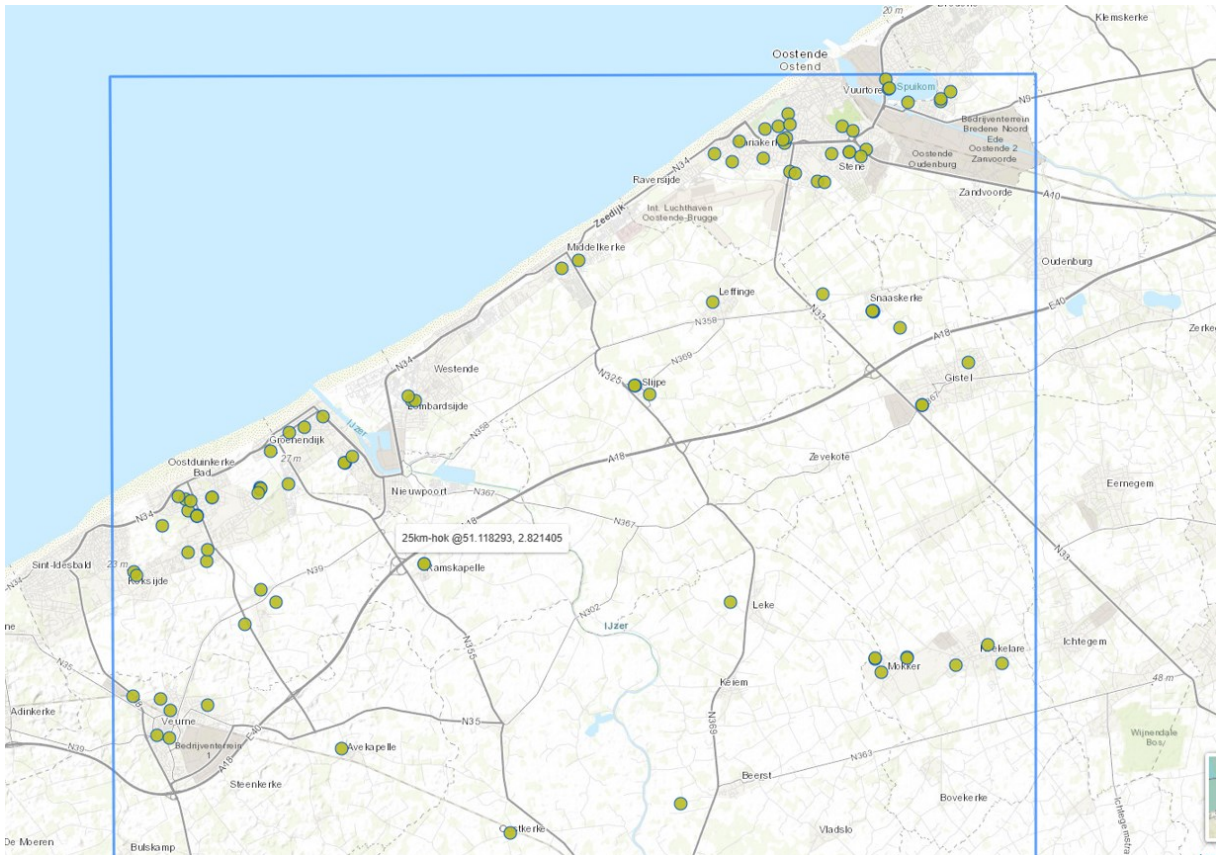 20 m
Klemskerke
Oostende
Ostend
Spuikom
N9
Bedrijventerrein
Bredene Noord
Ede
Oostende 2
Zanvoorde
Oostende
Oudenburg
Stene
N34
Raversijde
A10
Zandvoorde
Int. Luchthaven
Oostende-Brugge
Zeedijk
Middelkerke
Oudenburg
Leffinge
Snaaskerke
E40
N33
N358
A18
Zerke
N34
Westende
N369
N325
Slijpe
Gistel
Lombardsijde
IJzer
N358
Groenendijk
27 m
Oostduinkerke
Bad
A18
Zevekote
Eernegem
Nieuwpoort
N367
N34
N367
25km-hok @51.118293, 2.821405
N33
Sint-Idesbald
23 m
N39
Ramskapelle
N34
Leke
N302
IJzer
Ichtegem
N355
N35
Mokker
Keiem
48 m
Adinkerke
Veurne
N35
N369
Wijnendale
Bos
N39
Bedrijventerrein
1
E40
Avekapelle
N363
A18
Beerst
Steenkerke
Bovekerke
Vladslo
De Moeren
Bulskamp
Ichtegemstra